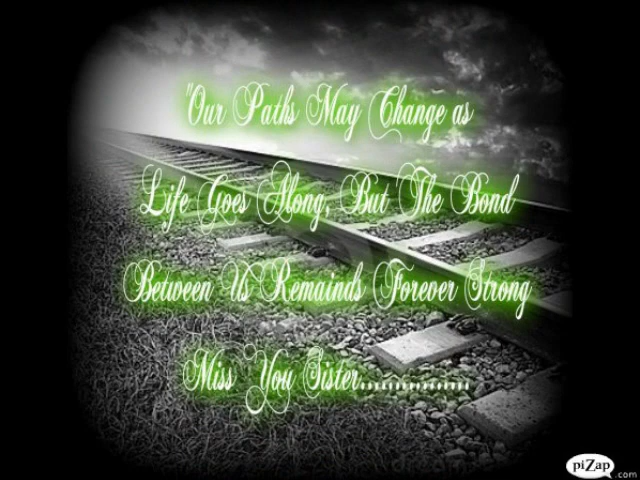 "Our Paths May Change as
Life Goes Along, But The Bond
Between Us Remainds Forever Strong
Miss You Sister................
piZap
.com